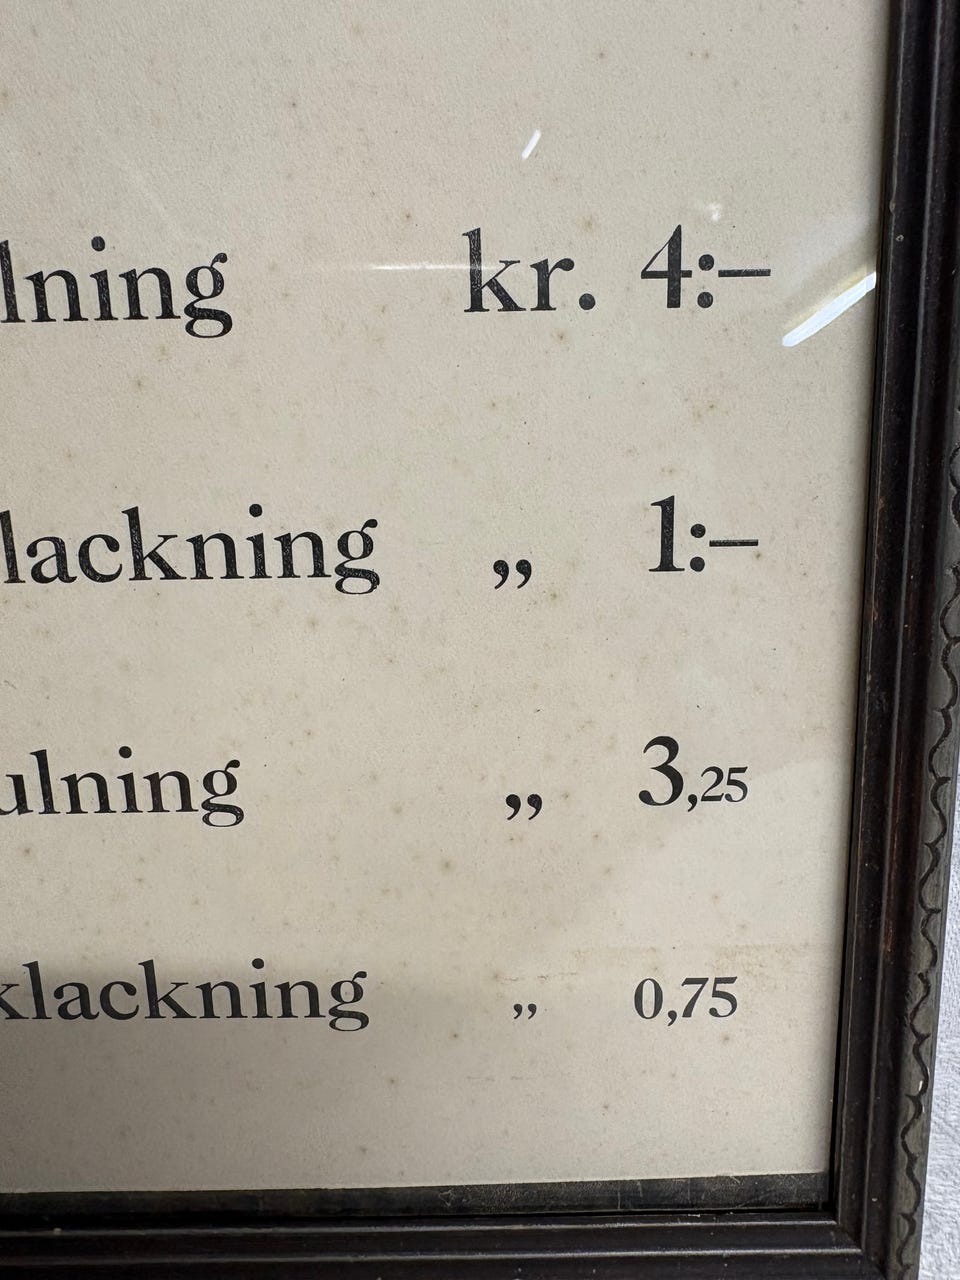 lning kr. 4:–
lackning „ 1:–
ulning „ 3,25
klackning „ 0,75